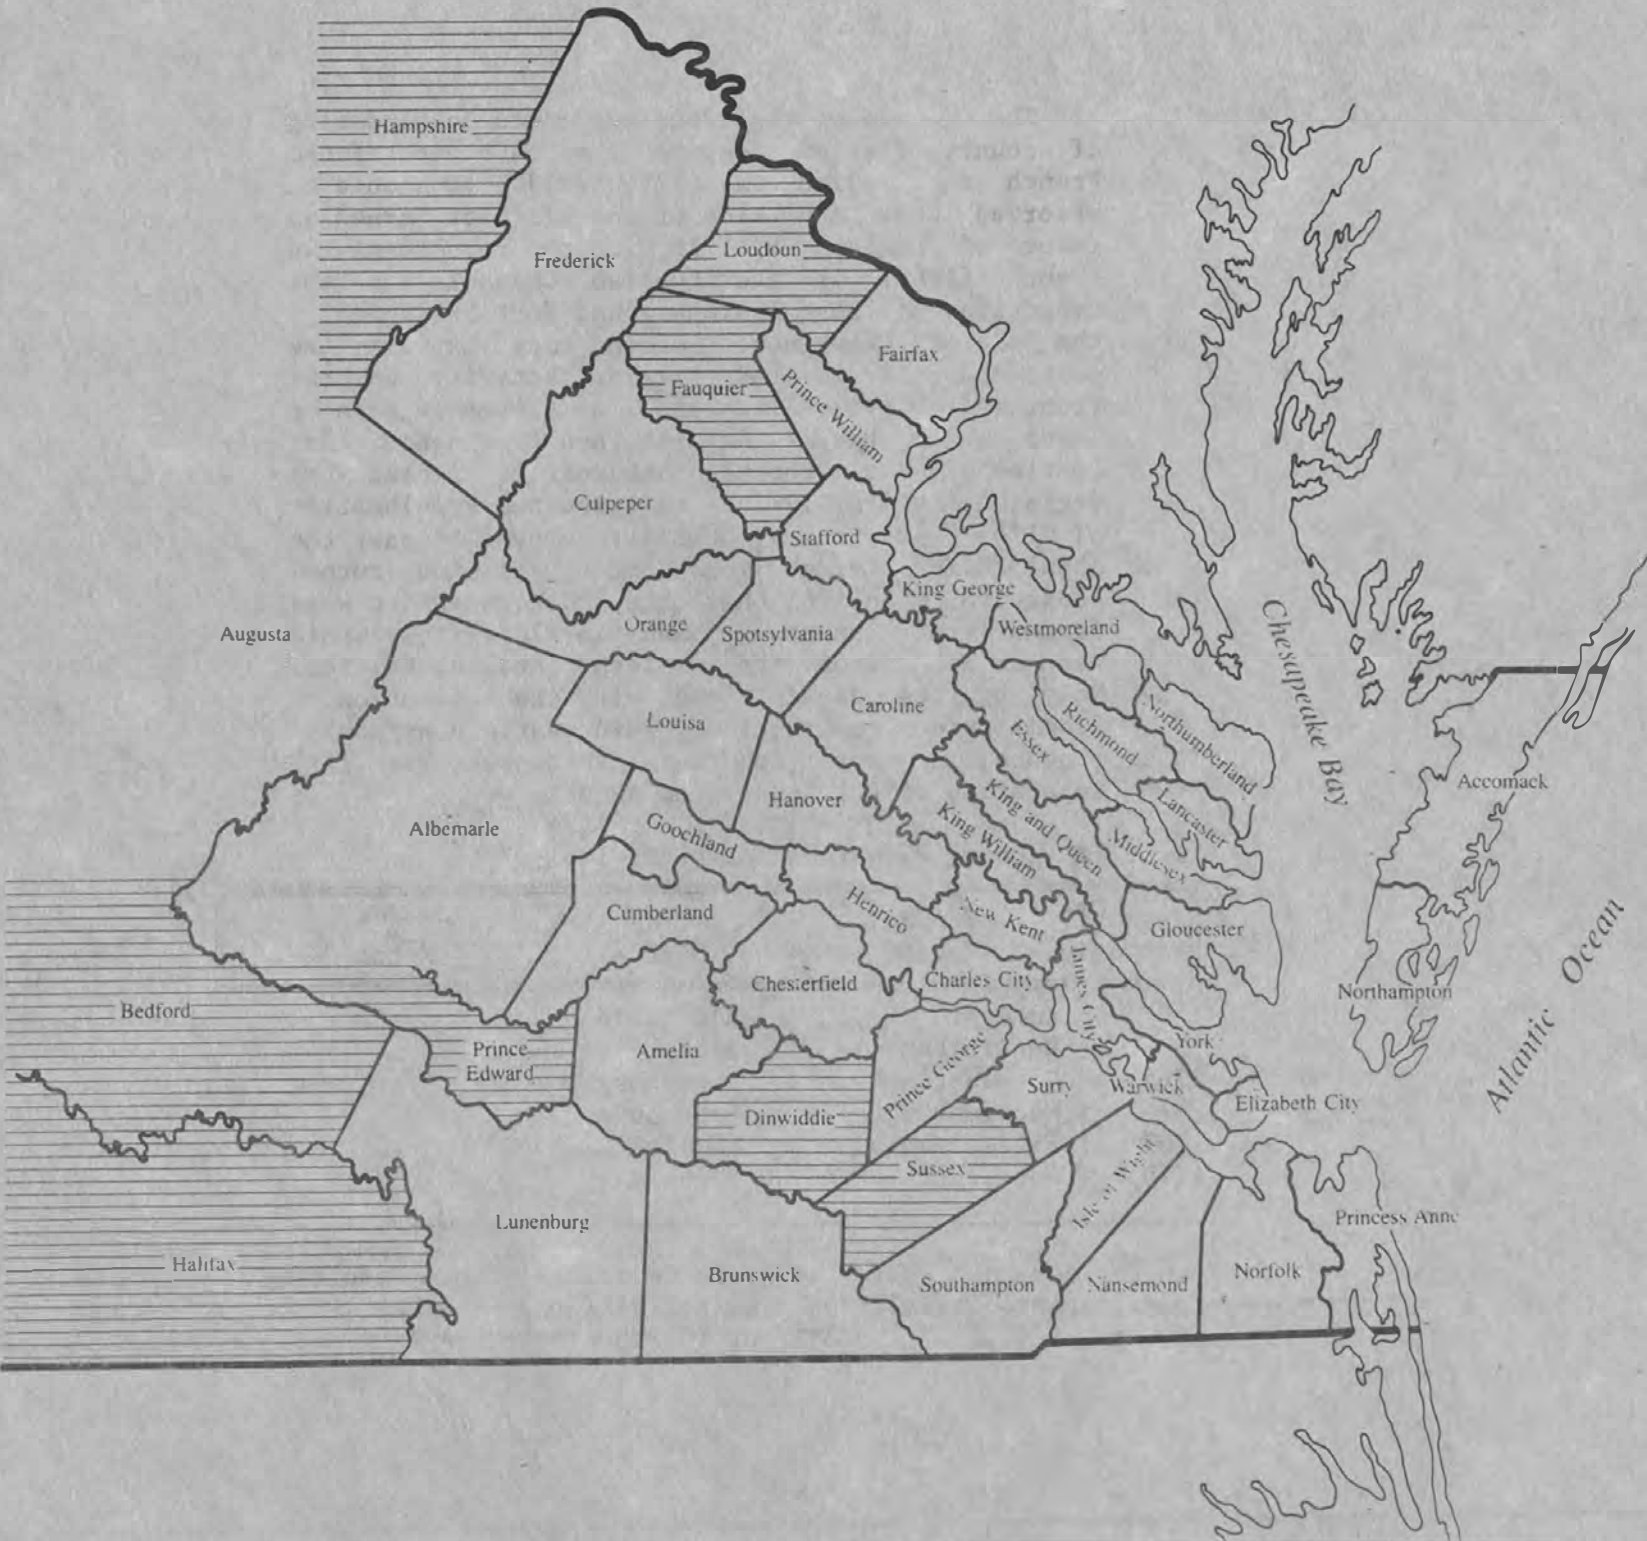 Hampshire
Frederick
Loudoun
Fairfax
Fauquier
Prince William
Culpeper
Stafford
King George
Augusta
Orange
Spotsylvania
Westmoreland
Chesapeake Bay
Louisa
Caroline
Essex
Richmond
Northumberland
Accomack
Albemarle
Goochland
Hanover
King and Queen
King William
Lancaster
Middlesex
Cumberland
Henrico
New Kent
Gloucester
Atlantic Ocean
Bedford
Chesterfield
Charles City
James City
Northampton
Prince
Edward
Amelia
Prince George
York
Dinwiddie
Surry
Warwick
Elizabeth City
Sussex
Isle of Wight
Lunenburg
Princess Anne
Halifax
Brunswick
Southampton
Nansemond
Norfolk